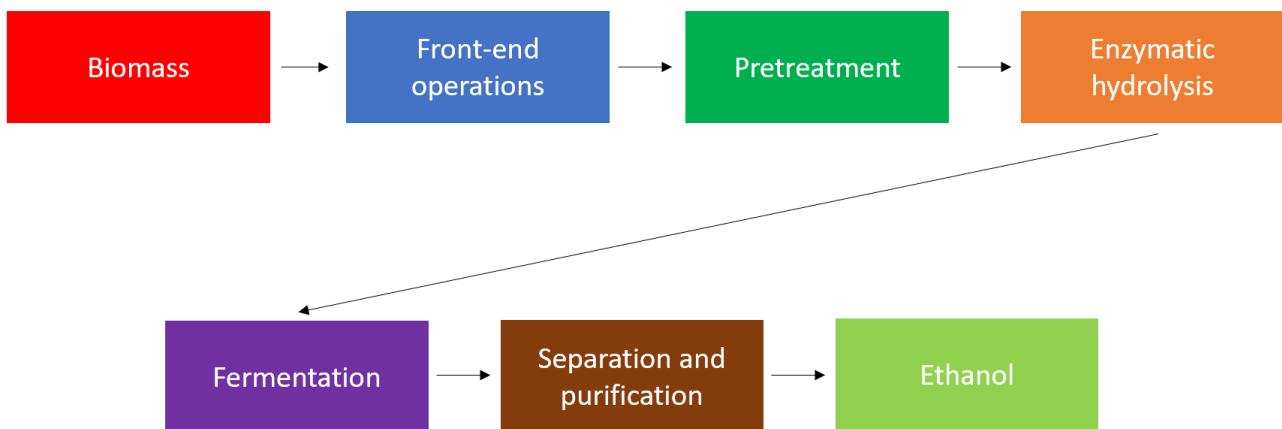 Biomass
Front-end
operations
Pretreatment
Enzymatic
hydrolysis
Fermentation
Separation and
purification
Ethanol